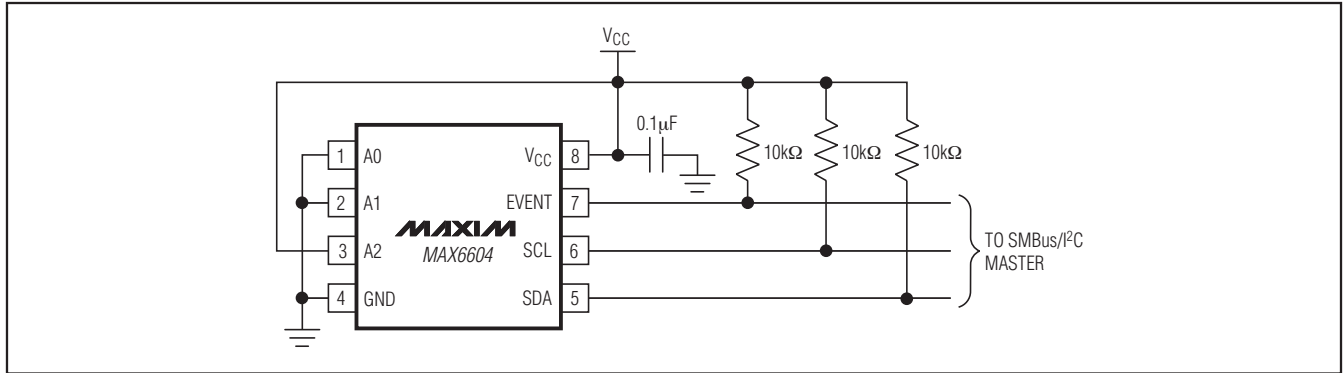 VCC
0.1µF
1 A0 VCC 8
10kΩ 10kΩ 10kΩ
2 A1 EVENT 7
MAXIM
3 A2 MAX6604 SCL 6
TO SMBus/I²C
MASTER
4 GND SDA 5